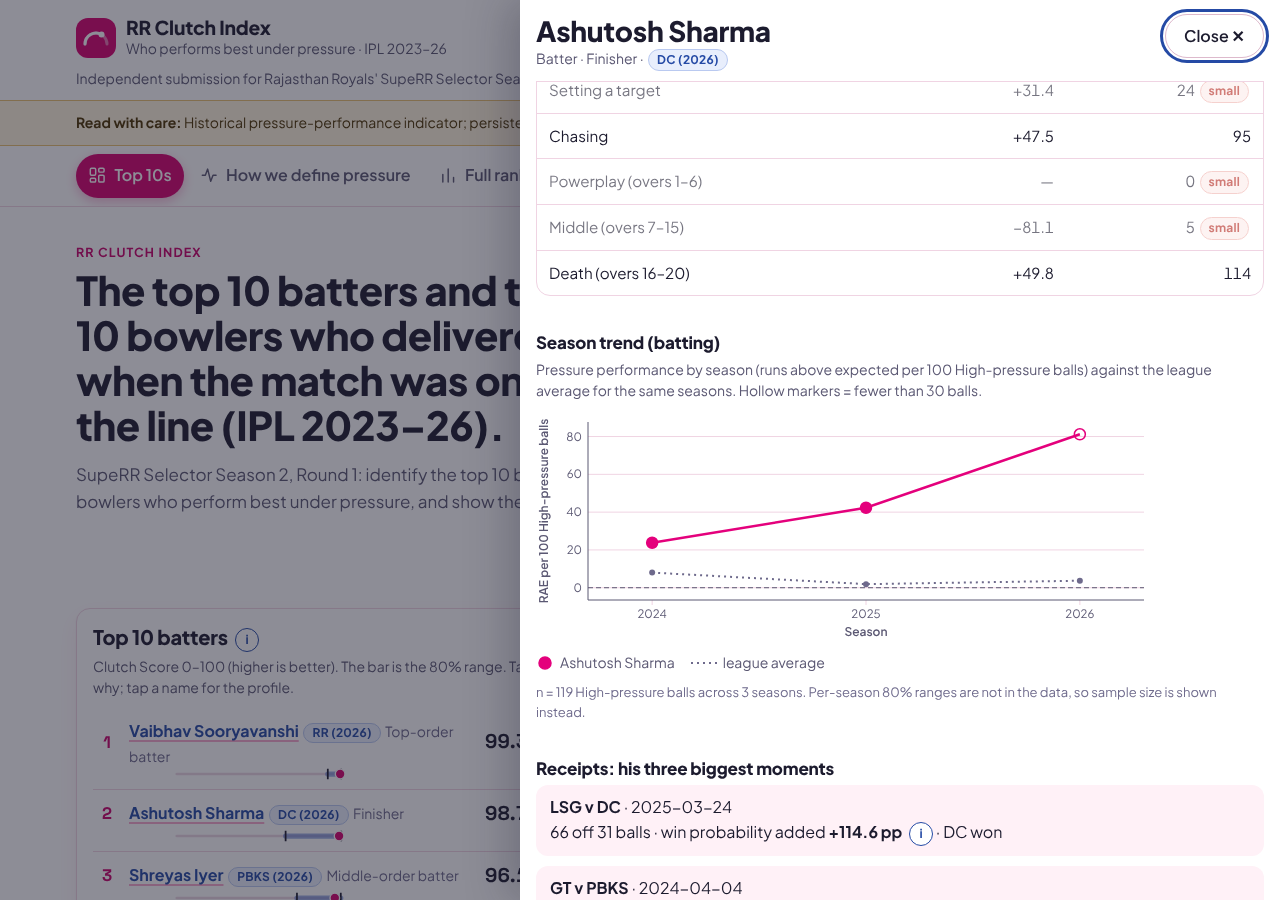 RR Clutch Index
Who performs best under pressure · IPL 2023–26
Independent submission for Rajasthan Royals' SupeRR Selector Sea
Read with care: Historical pressure-performance indicator; persiste
Top 10s
How we define pressure
Full ran
RR CLUTCH INDEX
The top 10 batters and t
10 bowlers who delivere
when the match was on
the line (IPL 2023–26).
SupeRR Selector Season 2, Round 1: identify the top 10 b
bowlers who perform best under pressure, and show the
Top 10 batters i
Clutch Score 0–100 (higher is better). The bar is the 80% range. Ta
why; tap a name for the profile.
1 Vaibhav Sooryavanshi RR (2026) Top-order
batter
99.3
2 Ashutosh Sharma DC (2026) Finisher 98.7
3 Shreyas Iyer PBKS (2026) Middle-order batter 96.5
Ashutosh Sharma
Batter · Finisher · DC (2026)
Close ✕
Setting a target +31.4 24 small
Chasing +47.5 95
Powerplay (overs 1–6) — 0 small
Middle (overs 7–15) −81.1 5 small
Death (overs 16–20) +49.8 114
Season trend (batting)
Pressure performance by season (runs above expected per 100 High-pressure balls) against the league
average for the same seasons. Hollow markers = fewer than 30 balls.
RAE per 100 High-pressure balls
80
60
40
20
0
2024 2025 2026
Season
Ashutosh Sharma league average
n = 119 High-pressure balls across 3 seasons. Per-season 80% ranges are not in the data, so sample size is shown
instead.
Receipts: his three biggest moments
LSG v DC · 2025-03-24
66 off 31 balls · win probability added +114.6 pp i · DC won
GT v PBKS · 2024-04-04